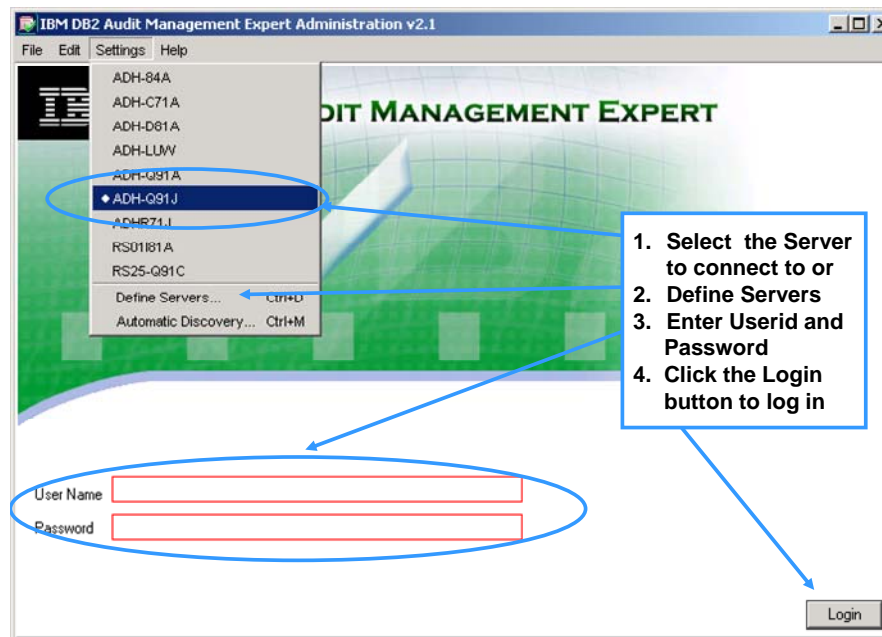 IBM DB2 Audit Management Expert Administration v2.1
File Edit Settings Help
ADH-84A
ADH-C71A
ADH-D81A
ADH-LUW
ADH-Q91A
ADH-Q91J
ADHR71J
RS01I81A
RS25-Q91C
Define Servers... Ctrl+D
Automatic Discovery... Ctrl+M
DIT MANAGEMENT EXPERT
1. Select the Server
to connect to or
2. Define Servers
3. Enter Userid and
Password
4. Click the Login
button to log in
User Name
Password
Login